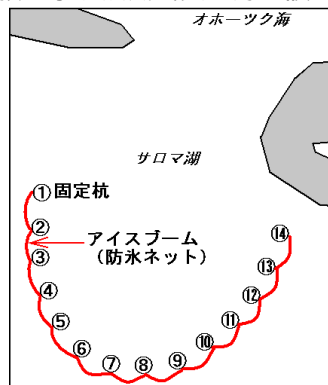 オホーツク海
サロマ湖
①固定杭
②
アイスブーム
(防氷ネット)
③
④
⑤
⑥
⑦
⑧
⑨
⑩
⑪
⑫
⑬
⑭